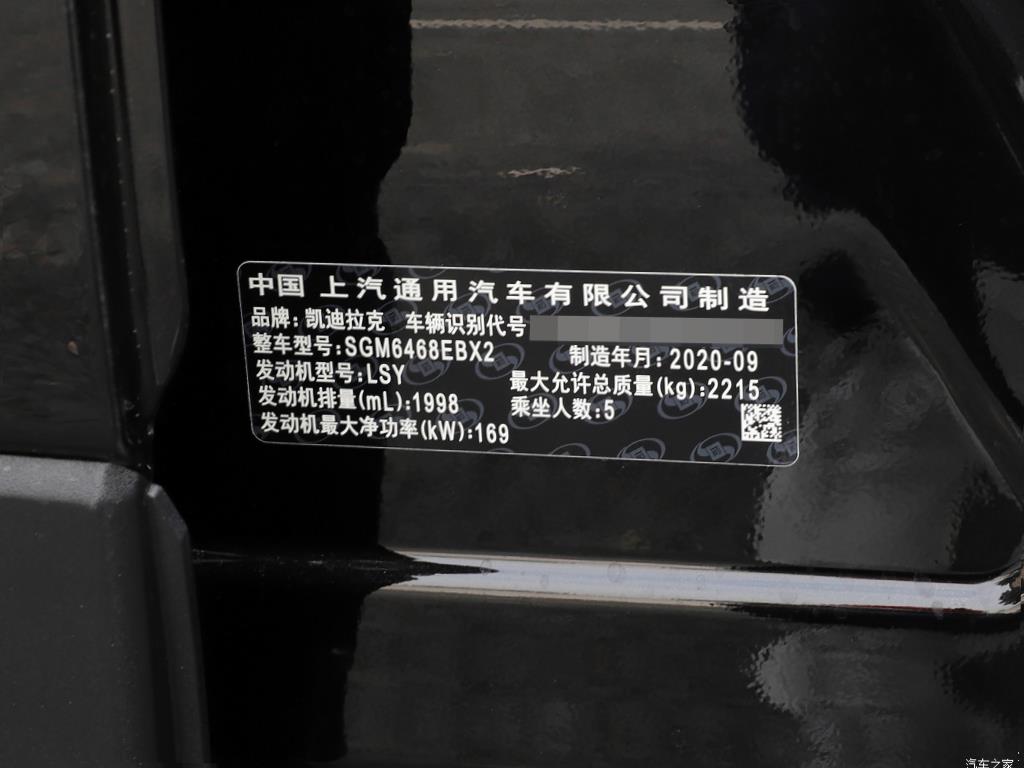 中国 上汽通用汽车有限公司制造
品牌: 凯迪拉克 车辆识别代号
整车型号:SGM6468EBX2 制造年月: 2020-09
发动机型号:LSY 最大允许总质量(kg):2215
发动机排量(mL):1998 乘坐人数:5
发动机最大净功率(kW):169
汽车之家